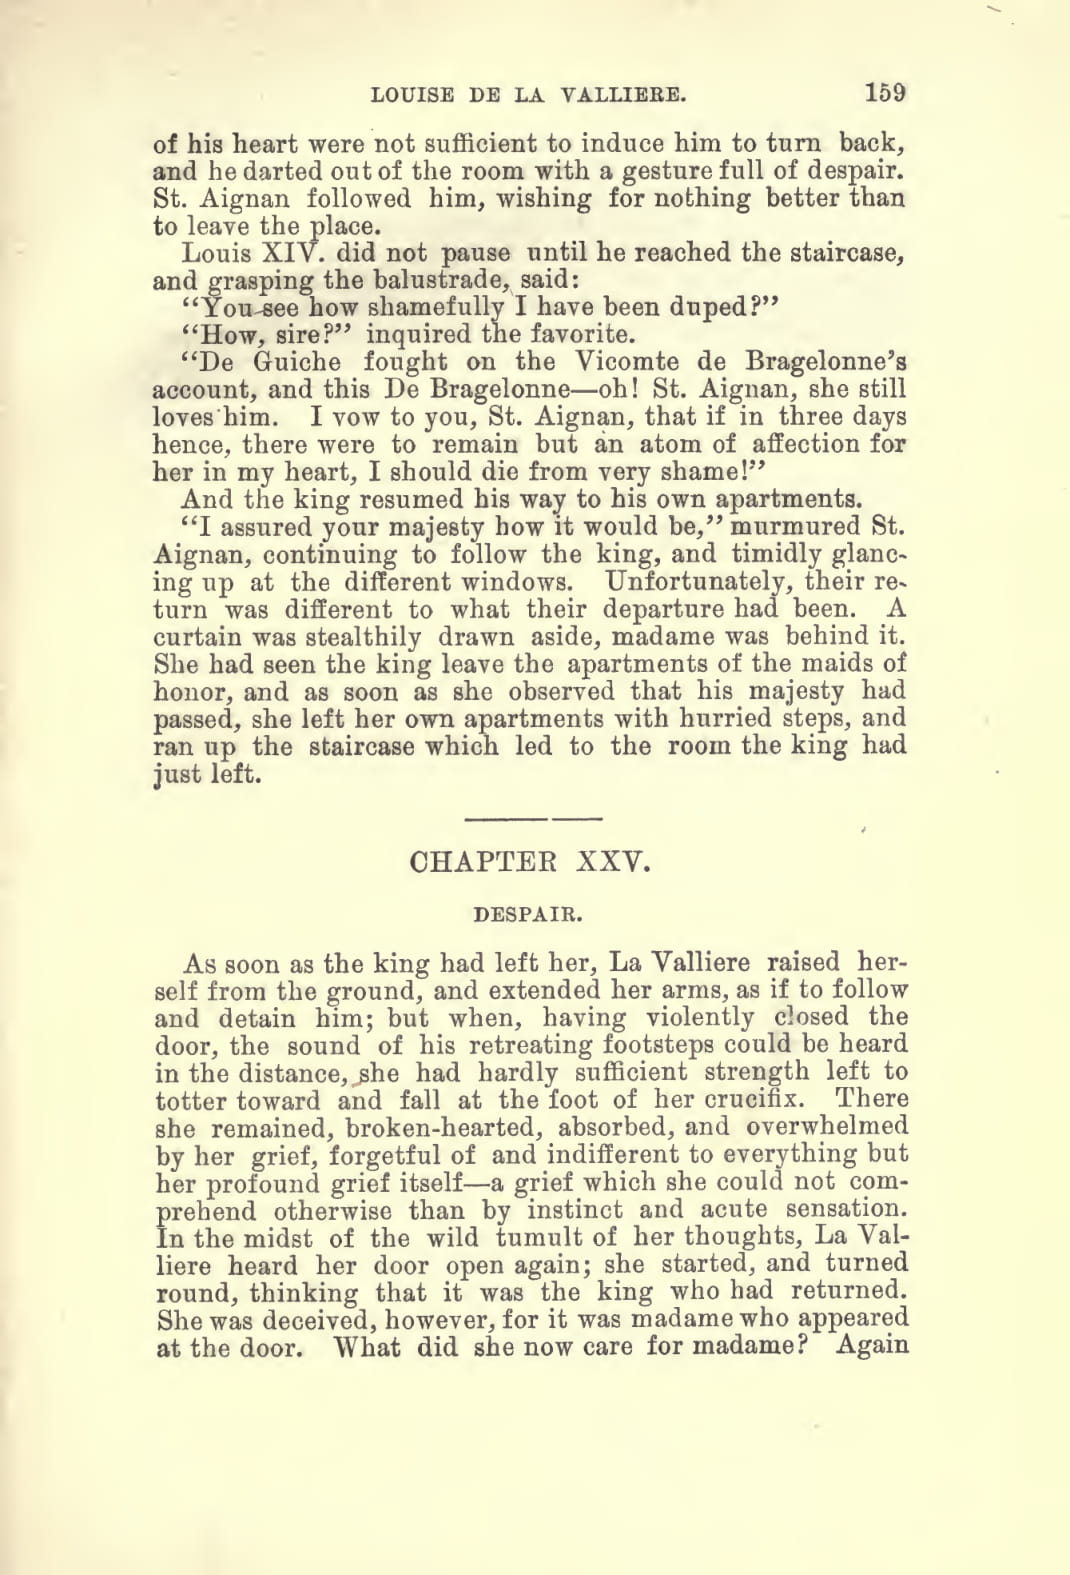 LOUISE DE LA VALLIERE. 159
of his heart were not sufficient to induce him to turn back,
and he darted out of the room with a gesture full of despair.
St. Aignan followed him, wishing for nothing better than
to leave the place.
Louis XIV. did not pause until he reached the staircase,
and grasping the balustrade, said:
“You see how shamefully I have been duped?”
“How, sire?” inquired the favorite.
“De Guiche fought on the Vicomte de Bragelonne’s
account, and this De Bragelonne—oh! St. Aignan, she still
loves him. I vow to you, St. Aignan, that if in three days
hence, there were to remain but an atom of affection for
her in my heart, I should die from very shame!”
And the king resumed his way to his own apartments.
“I assured your majesty how it would be,” murmured St.
Aignan, continuing to follow the king, and timidly glanc-
ing up at the different windows. Unfortunately, their re-
turn was different to what their departure had been. A
curtain was stealthily drawn aside, madame was behind it.
She had seen the king leave the apartments of the maids of
honor, and as soon as she observed that his majesty had
passed, she left her own apartments with hurried steps, and
ran up the staircase which led to the room the king had
just left.
CHAPTER XXV.
DESPAIR.
As soon as the king had left her, La Valliere raised her-
self from the ground, and extended her arms, as if to follow
and detain him; but when, having violently closed the
door, the sound of his retreating footsteps could be heard
in the distance, she had hardly sufficient strength left to
totter toward and fall at the foot of her crucifix. There
she remained, broken-hearted, absorbed, and overwhelmed
by her grief, forgetful of and indifferent to everything but
her profound grief itself—a grief which she could not com-
prehend otherwise than by instinct and acute sensation.
In the midst of the wild tumult of her thoughts, La Val-
liere heard her door open again; she started, and turned
round, thinking that it was the king who had returned.
She was deceived, however, for it was madame who appeared
at the door. What did she now care for madame? Again